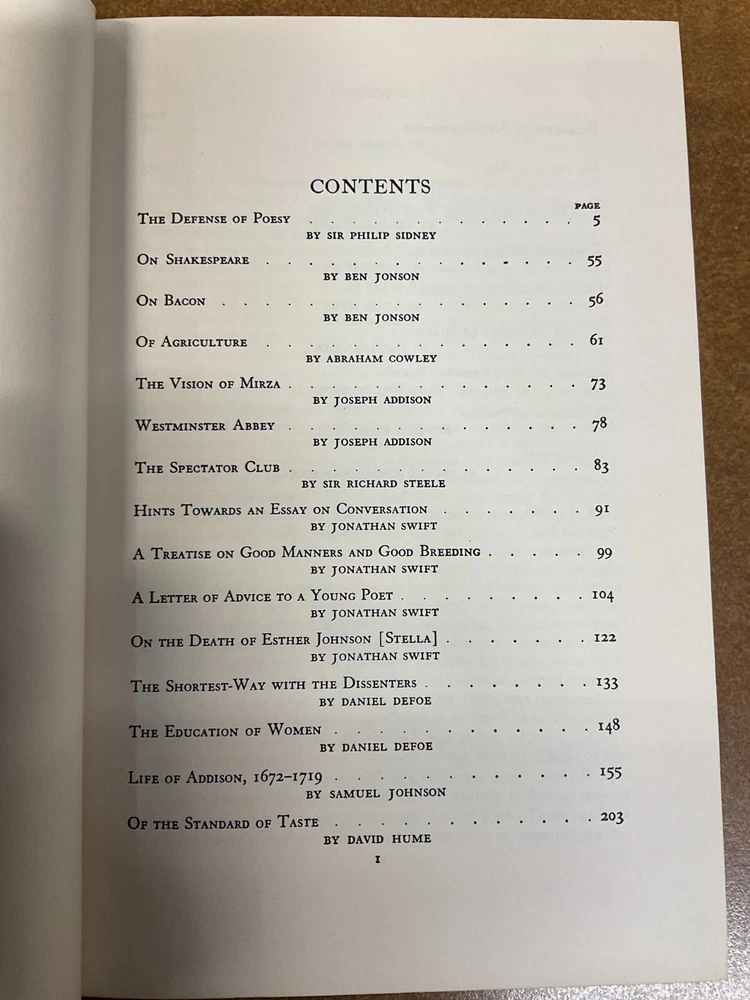 CONTENTS
PAGE
The Defense of Poesy . . . . . . . . . . . . . 5
BY SIR PHILIP SIDNEY
On Shakespeare . . . . . . . . . . . . . . 55
BY BEN JONSON
On Bacon . . . . . . . . . . . . . . . . 56
BY BEN JONSON
Of Agriculture . . . . . . . . . . . . . . 61
BY ABRAHAM COWLEY
The Vision of Mirza . . . . . . . . . . . . . 73
BY JOSEPH ADDISON
Westminster Abbey . . . . . . . . . . . . . 78
BY JOSEPH ADDISON
The Spectator Club . . . . . . . . . . . . . 83
BY SIR RICHARD STEELE
Hints Towards an Essay on Conversation . . . . . . . 91
BY JONATHAN SWIFT
A Treatise on Good Manners and Good Breeding . . . . . 99
BY JONATHAN SWIFT
A Letter of Advice to a Young Poet . . . . . . . . . 104
BY JONATHAN SWIFT
On the Death of Esther Johnson [Stella] . . . . . . . 122
BY JONATHAN SWIFT
The Shortest-Way with the Dissenters . . . . . . . . 133
BY DANIEL DEFOE
The Education of Women . . . . . . . . . . . . 148
BY DANIEL DEFOE
Life of Addison, 1672–1719 . . . . . . . . . . . . 155
BY SAMUEL JOHNSON
Of the Standard of Taste . . . . . . . . . . . . 203
BY DAVID HUME
1